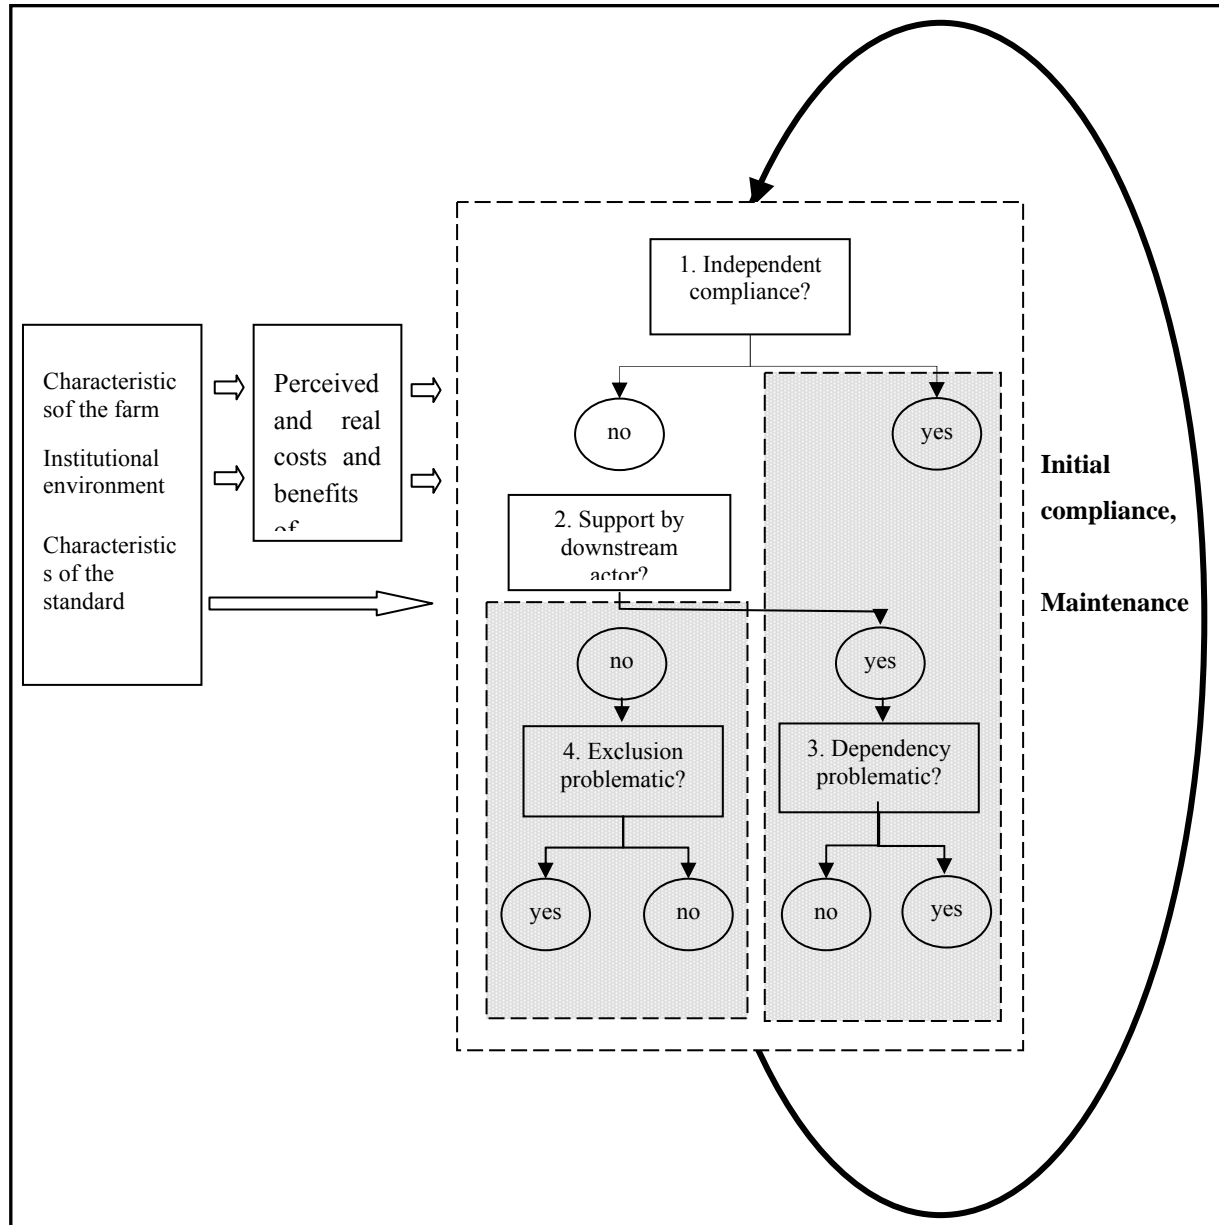 Characteristic
sof the farm
Institutional
environment
Characteristic
s of the
standard
Perceived
and real
costs and
benefits
of
1. Independent
compliance?
no
yes
2. Support by
downstream
actor?
no
yes
4. Exclusion
problematic?
3. Dependency
problematic?
yes
no
no
yes
Initial
compliance,
Maintenance